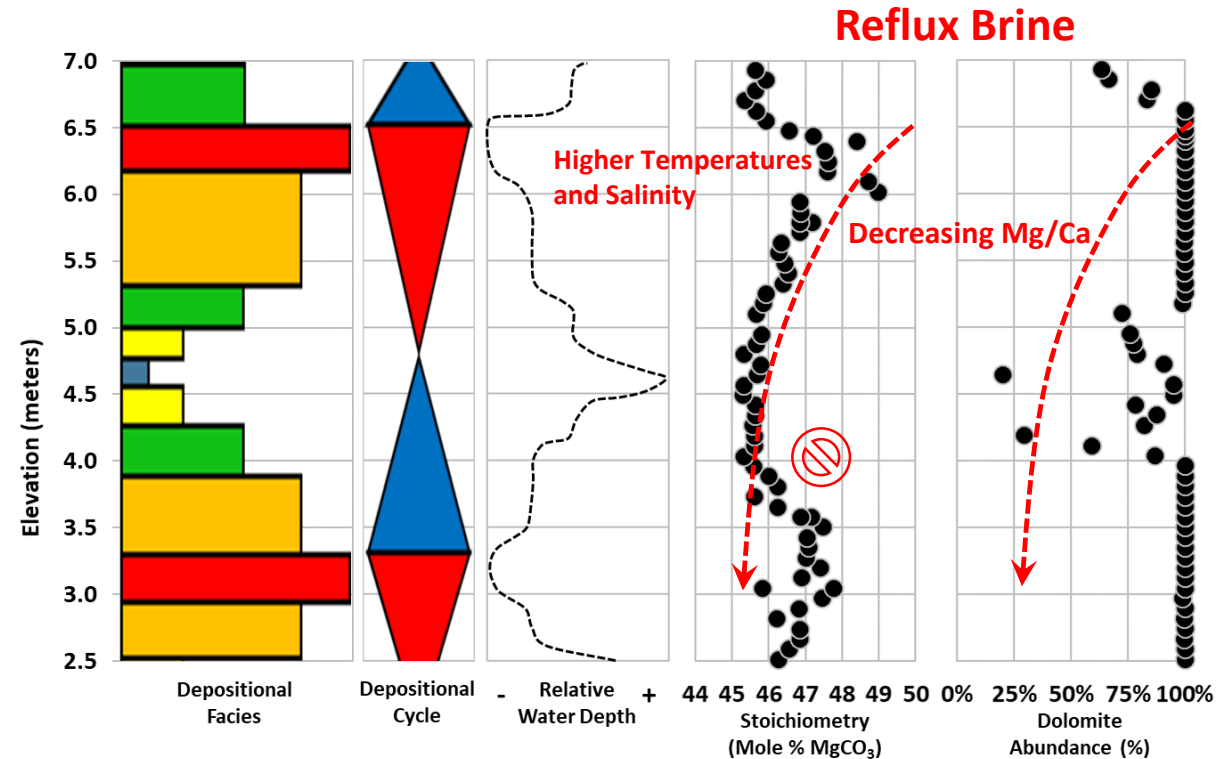 Reflux Brine
7.0
6.5
6.0
5.5
5.0
4.5
4.0
3.5
3.0
2.5
Elevation (meters)
Higher Temperatures
and Salinity
Decreasing Mg/Ca
Depositional
Facies
Depositional
Cycle
- Relative +
Water Depth
44 45 46 47 48 49 50
Stoichiometry
(Mole % MgCO₃)
0% 25% 50% 75% 100%
Dolomite
Abundance (%)